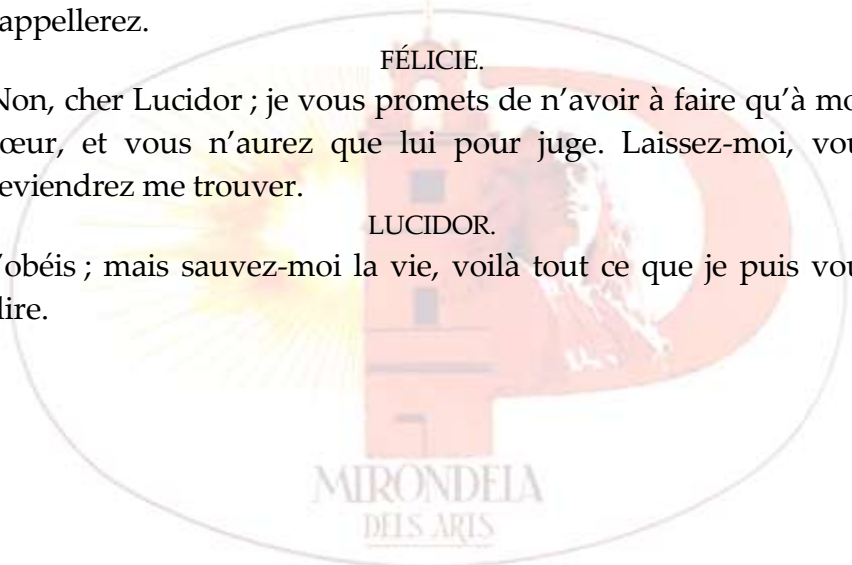 appellerez.
FÉLICIE.
Non, cher Lucidor ; je vous promets de n’avoir à faire qu’à mo
œur, et vous n’aurez que lui pour juge. Laissez-moi, vou
eviendrez me trouver.
LUCIDOR.
’obéis ; mais sauvez-moi la vie, voilà tout ce que je puis vou
dire.
MIRONDELA
DELS ARTS